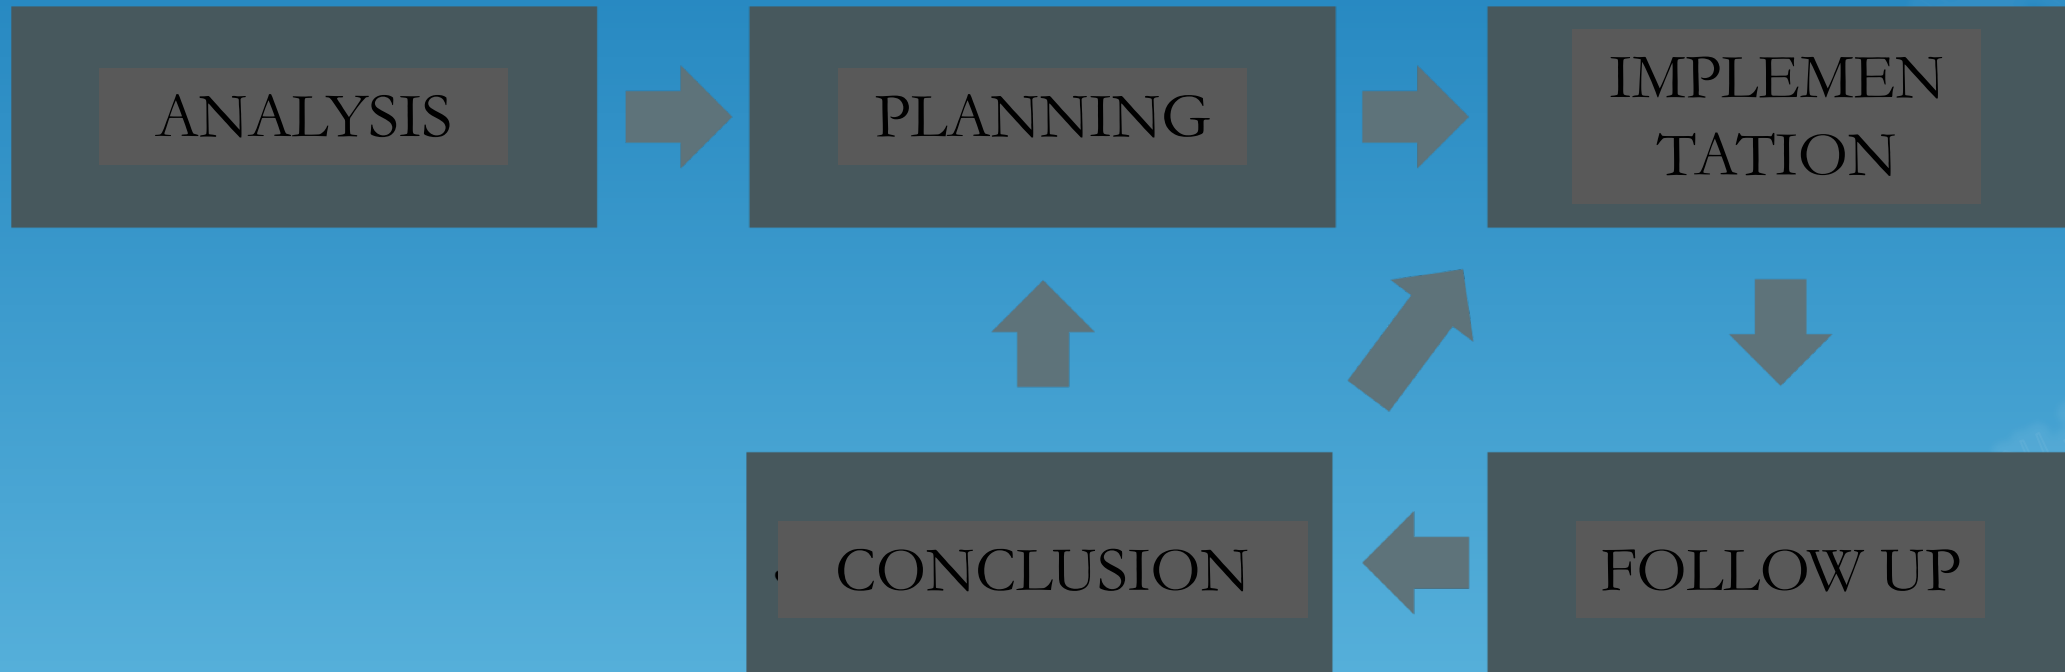 ANALYSIS
PLANNING
IMPLEMEN
TATION
CONCLUSION
FOLLOW UP